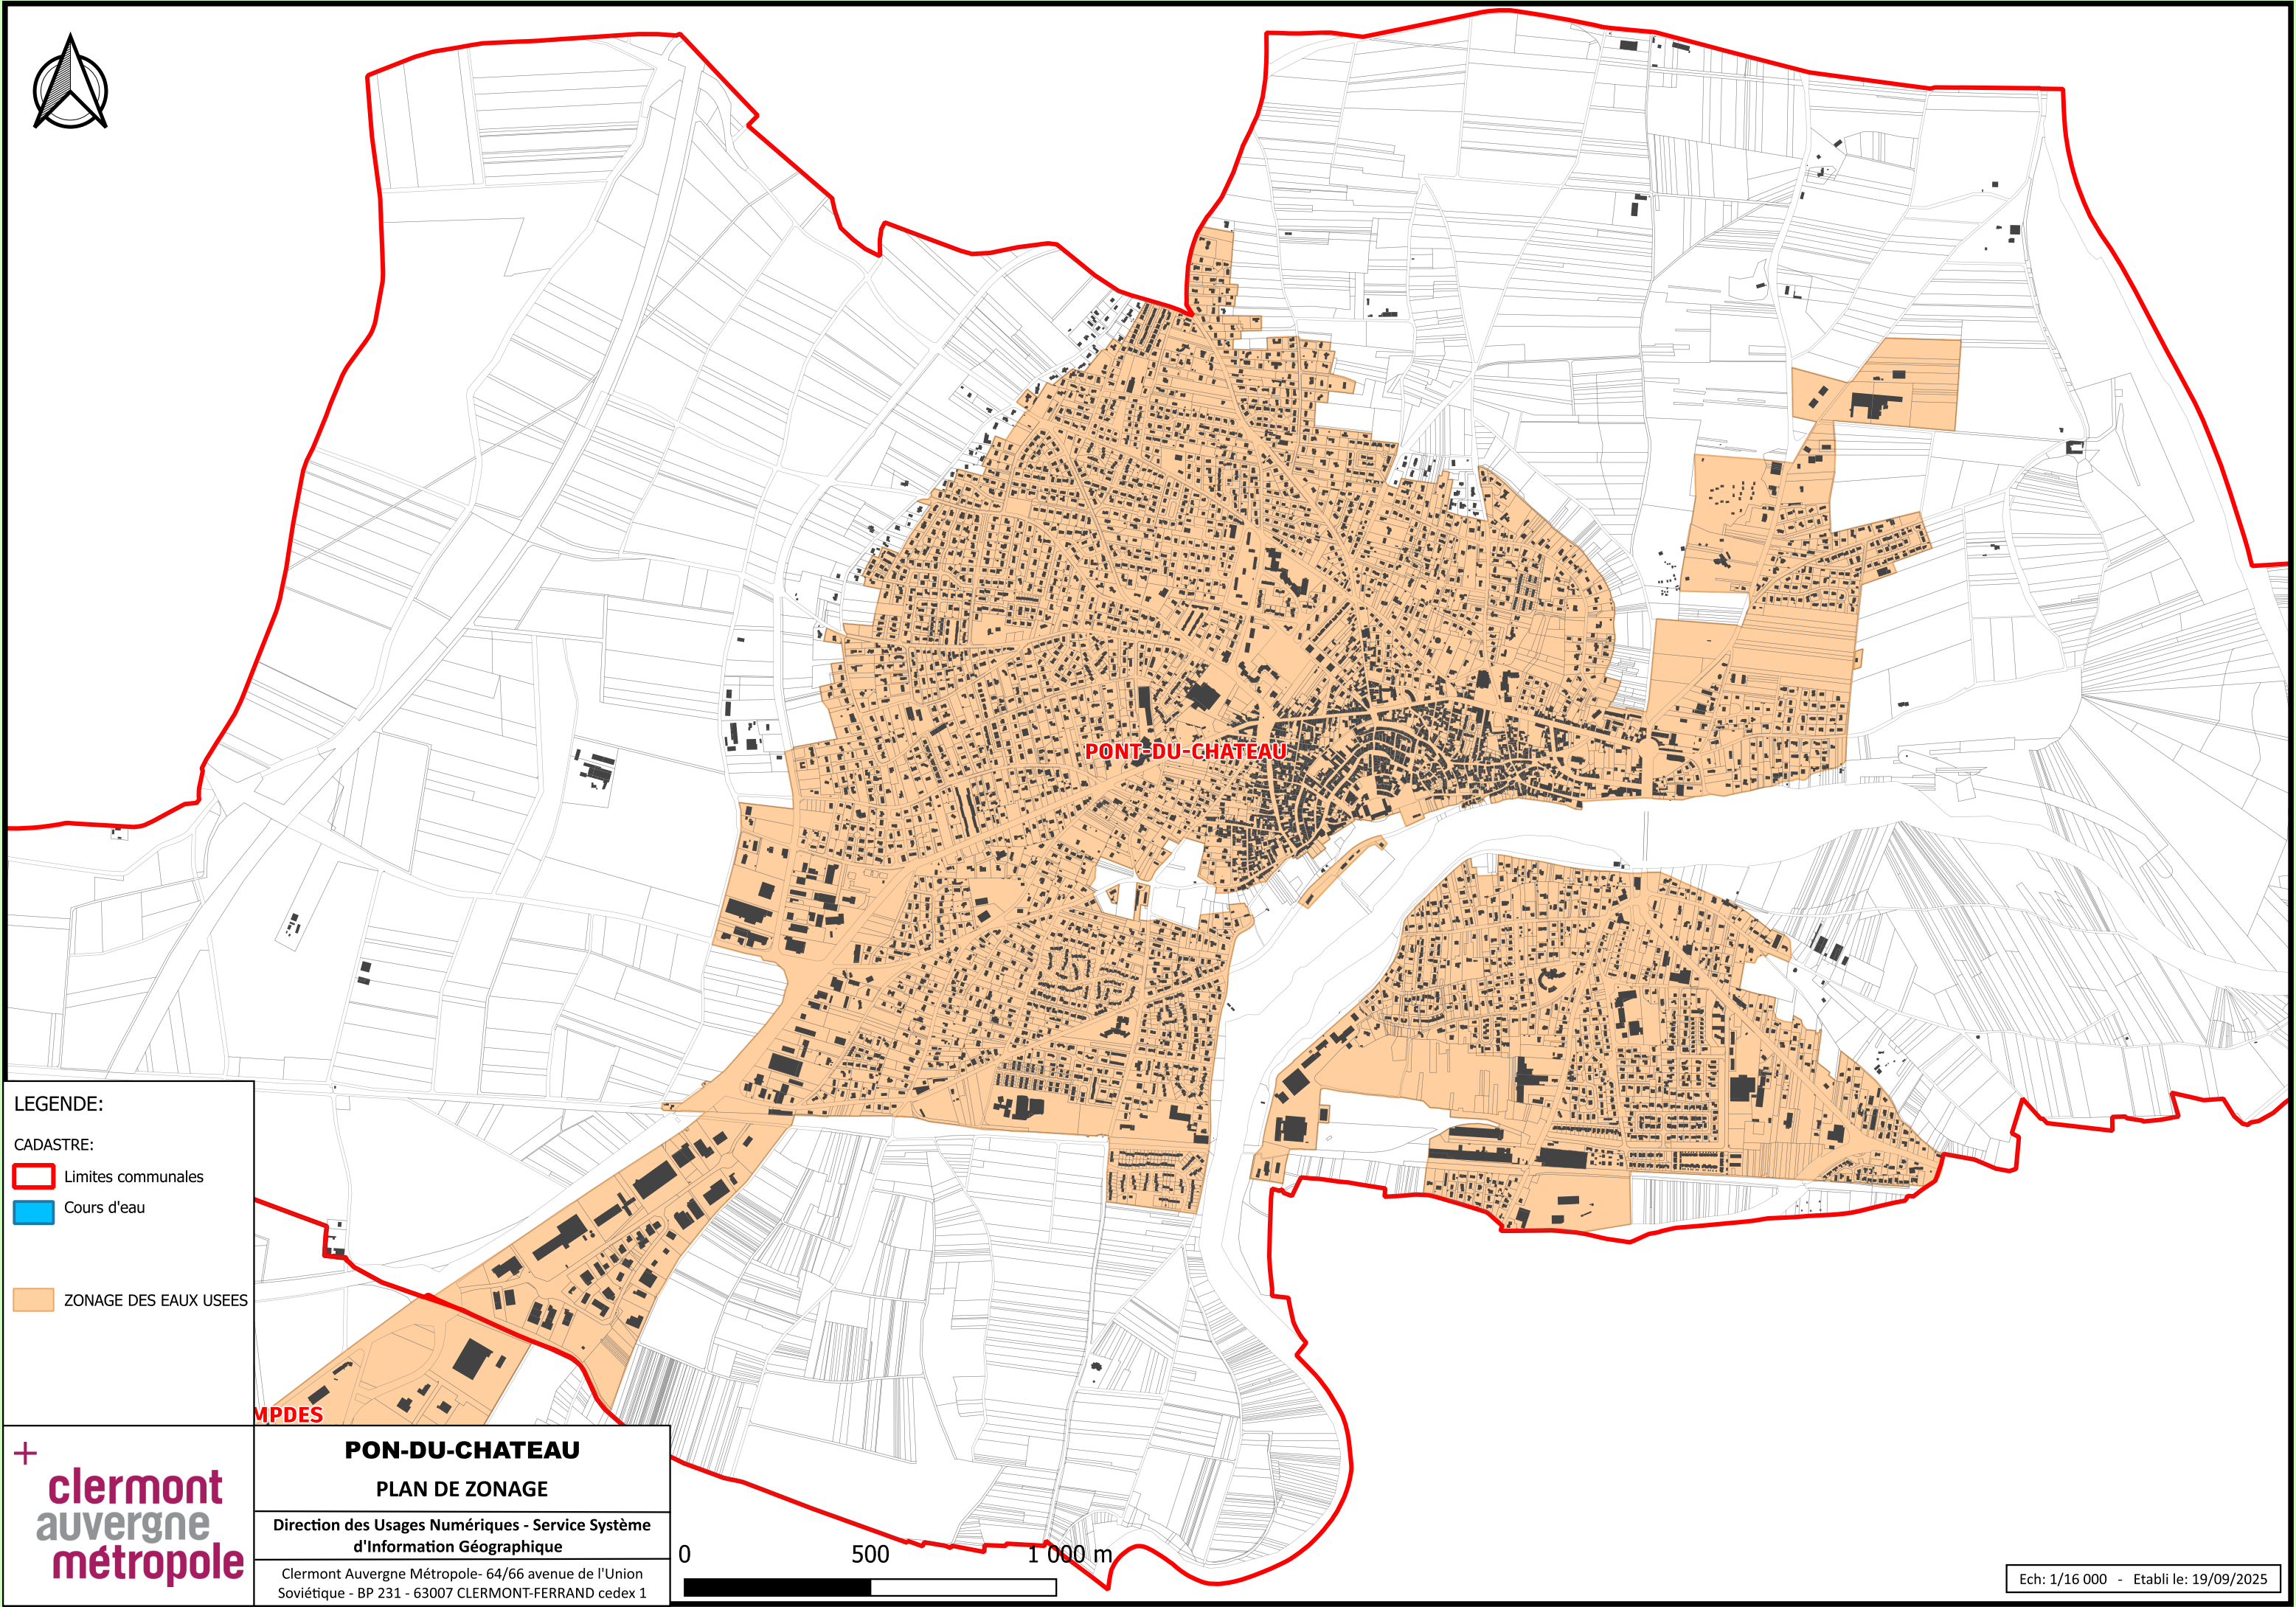 PONT-DU-CHATEAU
LEGENDE:
CADASTRE:
Limites communales
Cours d'eau
ZONAGE DES EAUX USEES
MPDES
+
clermont
auvergne
métropole
PON-DU-CHATEAU
PLAN DE ZONAGE
Direction des Usages Numériques - Service Système
d'Information Géographique
Clermont Auvergne Métropole- 64/66 avenue de l'Union
Soviétique - BP 231 - 63007 CLERMONT-FERRAND cedex 1
0 500 1 000 m
Ech: 1/16 000 - Etabli le: 19/09/2025